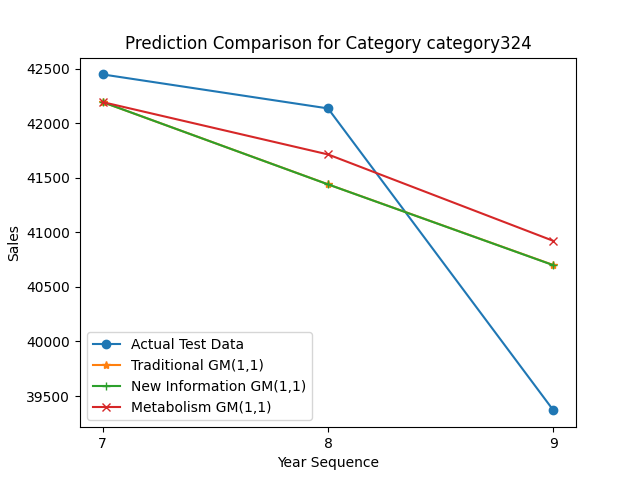 Prediction Comparison for Category category324
Sales
42500
42000
41500
41000
40500
40000
39500
Actual Test Data
Traditional GM(1,1)
New Information GM(1,1)
Metabolism GM(1,1)
7
8
9
Year Sequence